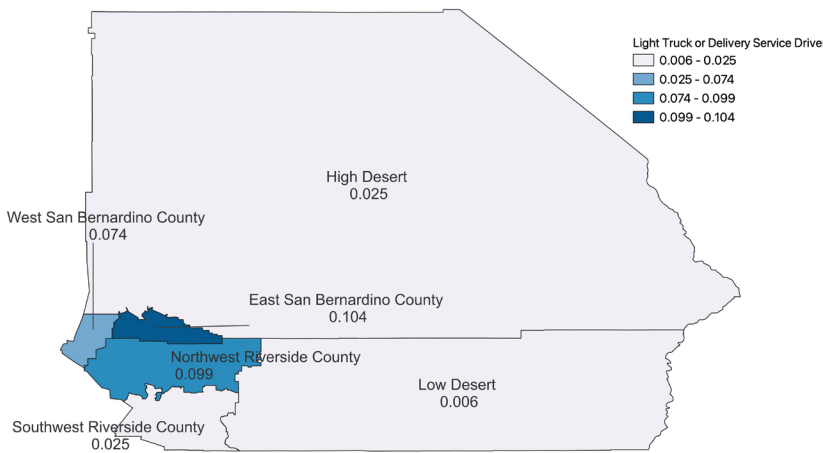 Light Truck or Delivery Service Drive
0.006 - 0.025
0.025 - 0.074
0.074 - 0.099
0.099 - 0.104
High Desert
0.025
West San Bernardino County
0.074
East San Bernardino County
0.104
Northwest Riverside County
0.099
Low Desert
0.006
Southwest Riverside County
0.025